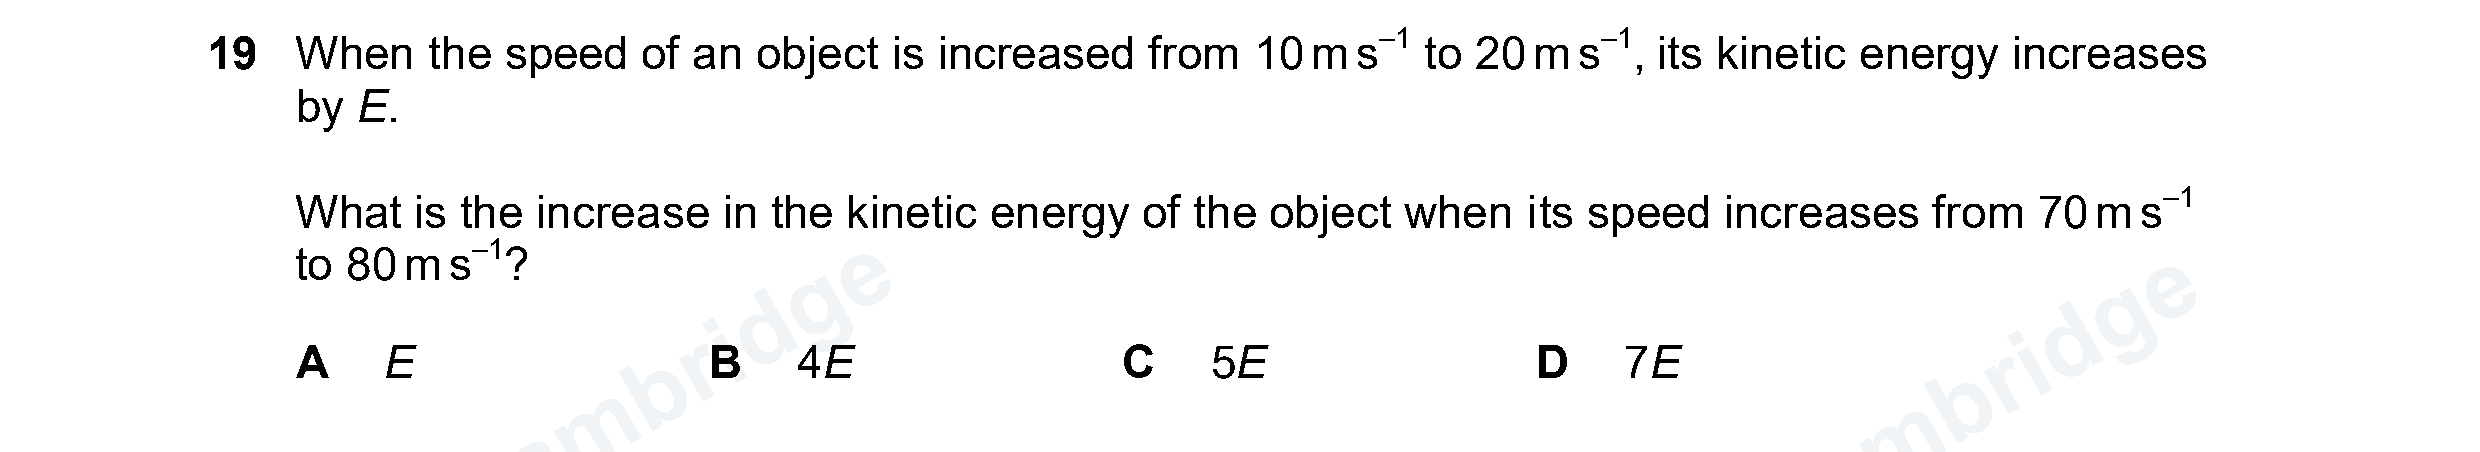 19 When the speed of an object is increased from 10 m s⁻¹ to 20 m s⁻¹, its kinetic energy increases
by E.
What is the increase in the kinetic energy of the object when its speed increases from 70 m s⁻¹
to 80 m s⁻¹?
A E B 4E C 5E D 7E
mbridge mbridge